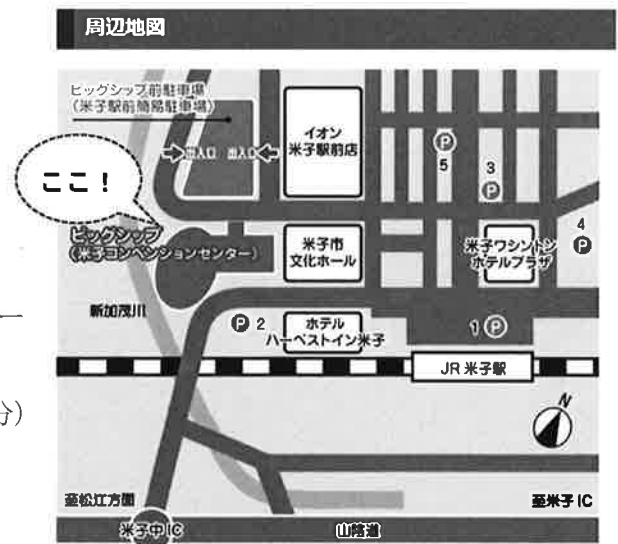 周辺地図
ビッグシップ前駐車場
(米子駅前簡易駐車場)
出入口 出入口
イオン
米子駅前店
P
5
3
P
4
P
ここ！
ビッグシップ
(米子コンベンションセンター)
米子市
文化ホール
米子ワシントン
ホテルプラザ
新加茂川
P 2
ホテル
ハーベストイン米子
1 P
ー
JR 米子駅
分)
N
至松江方面
至米子 IC
米子中IC
山陰道